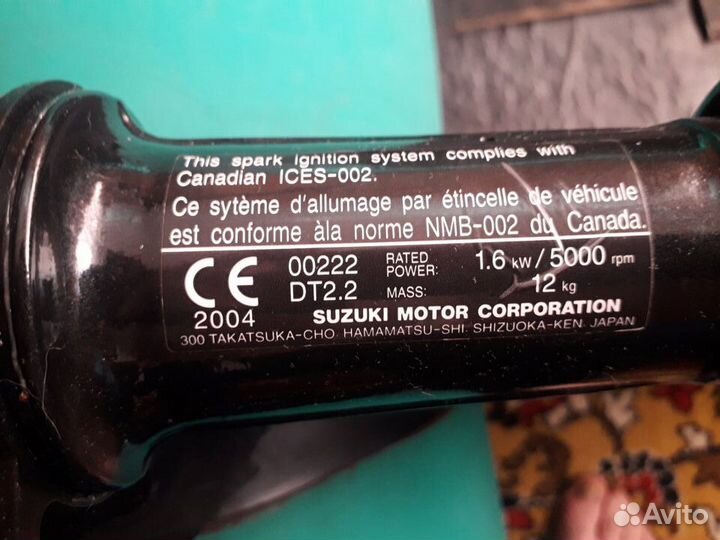 This spark ignition system complies with
Canadian ICES-002.
Ce sytème d'allumage par étincelle de véhicule
est conforme àla norme NMB-002 du Canada.
CE 00222 RATED POWER: 1.6 kW / 5000 rpm
DT2.2 MASS: 12 kg
2004 SUZUKI MOTOR CORPORATION
300 TAKATSUKA-CHO, HAMAMATSU-SHI, SHIZUOKA-KEN, JAPAN
Avito